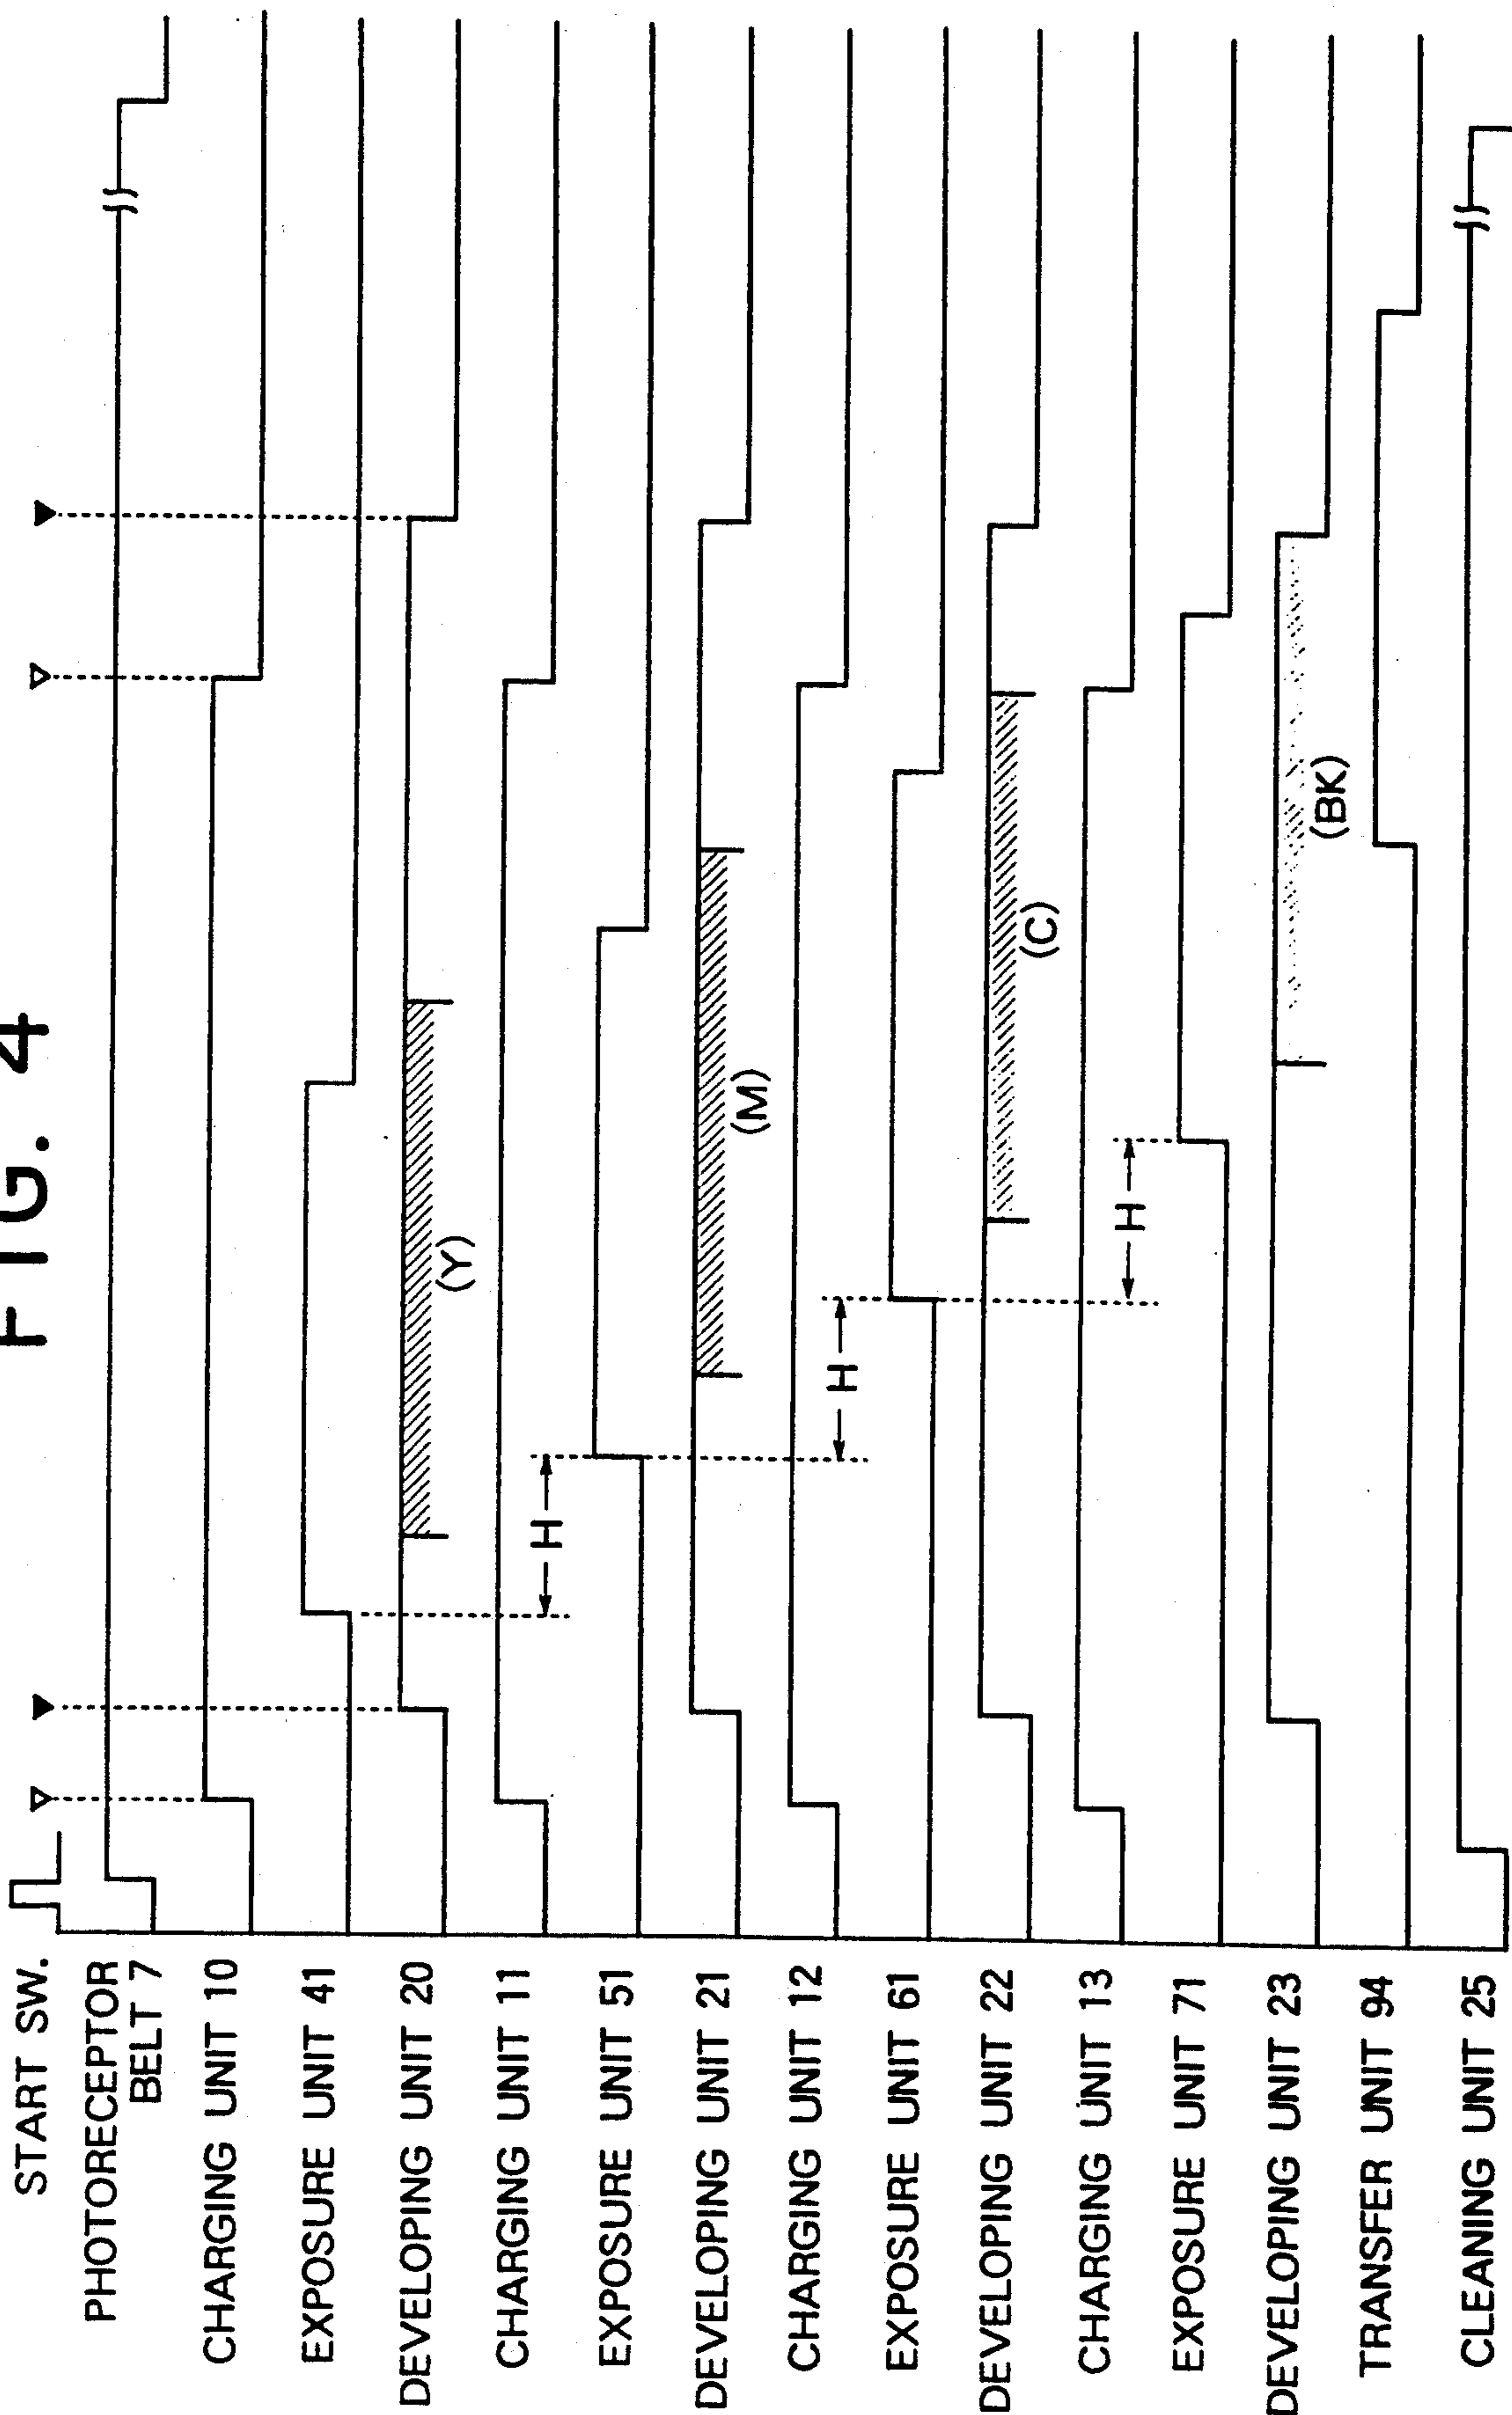 FIG. 4
START SW.
PHOTORECEPTOR
BELT 7
CHARGING UNIT 10
EXPOSURE UNIT 41
DEVELOPING UNIT 20
(Y)
CHARGING UNIT 11
H
EXPOSURE UNIT 51
DEVELOPING UNIT 21
(M)
CHARGING UNIT 12
H
EXPOSURE UNIT 61
DEVELOPING UNIT 22
(C)
CHARGING UNIT 13
H
EXPOSURE UNIT 71
DEVELOPING UNIT 23
(BK)
TRANSFER UNIT 94
CLEANING UNIT 25